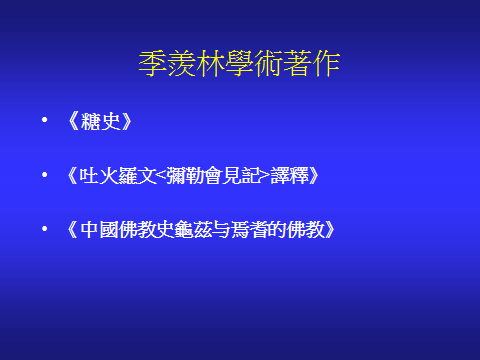 季羨林學術著作
• 《糖史》
• 《吐火羅文<彌勒會見記>譯釋》
• 《中國佛教史龜茲与焉耆的佛教》